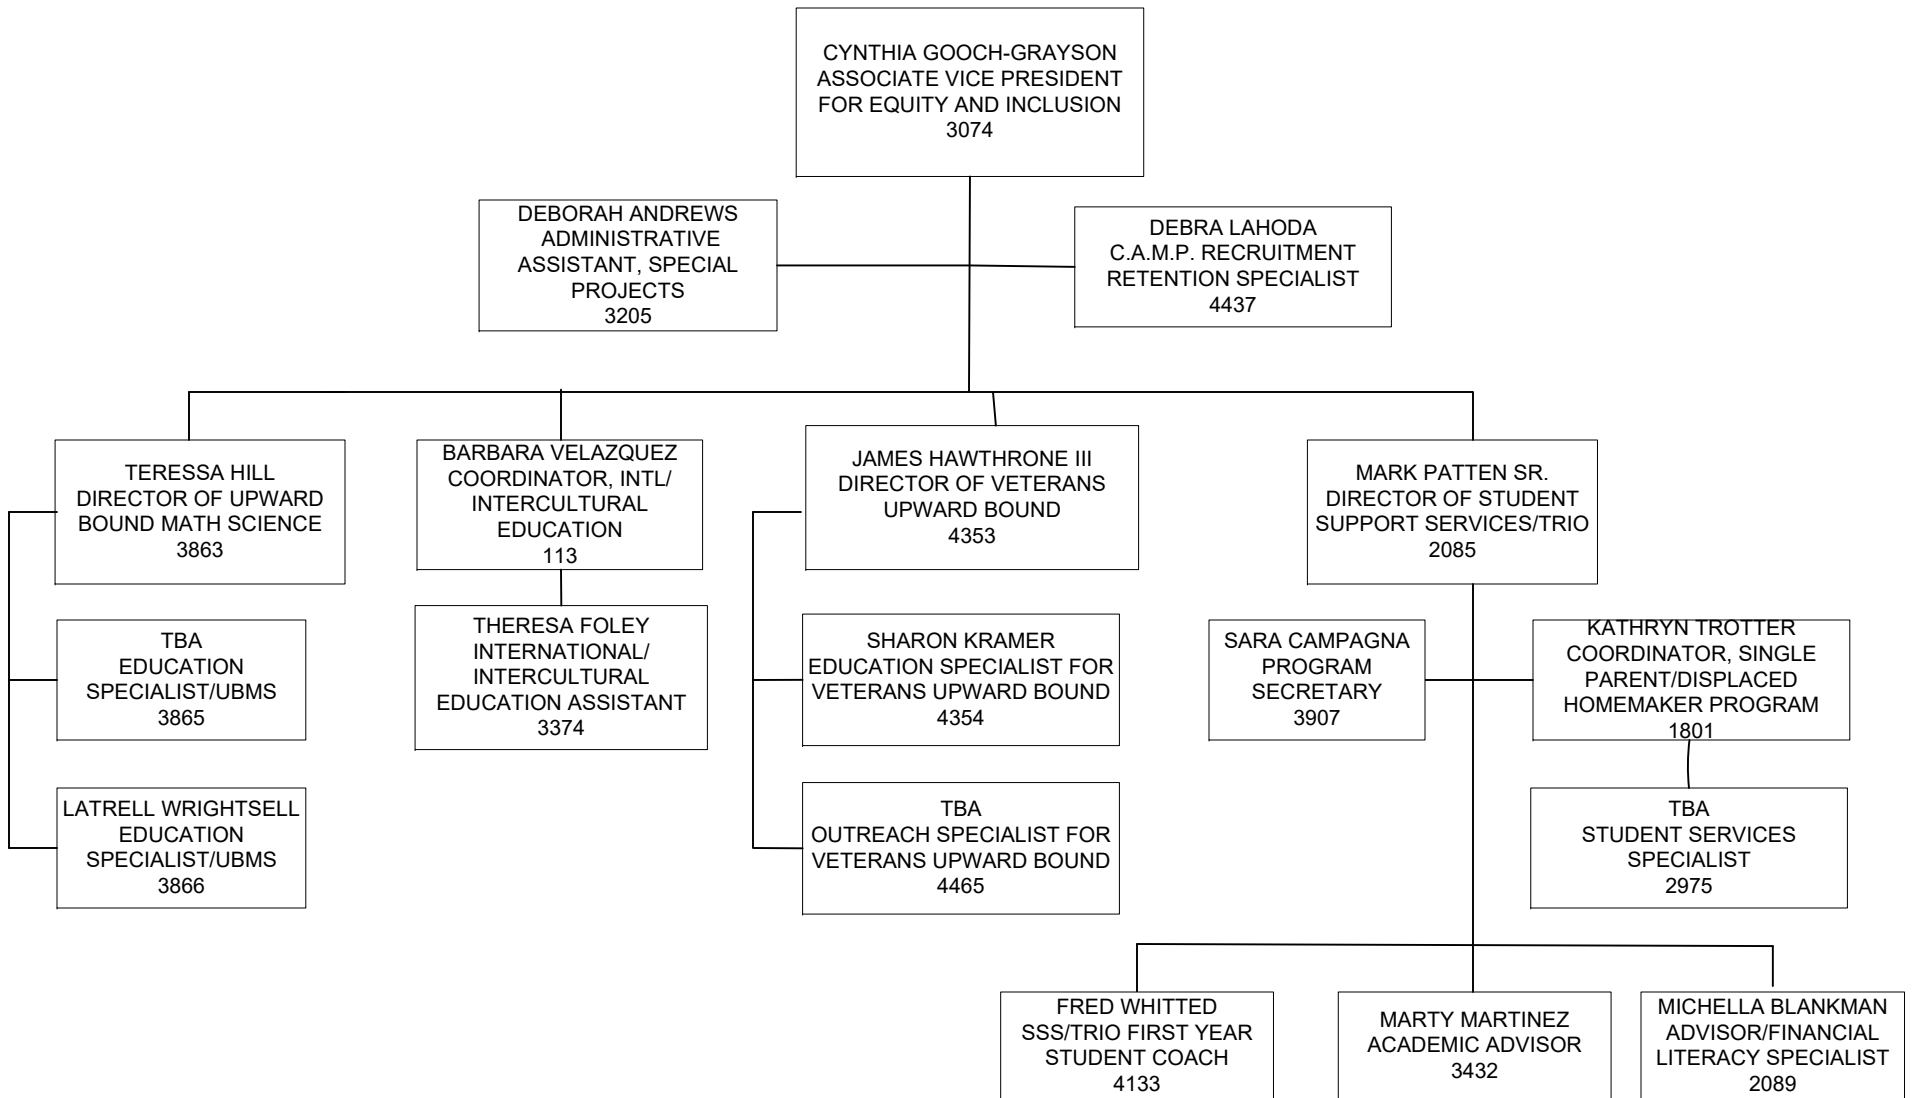 CYNTHIA GOOCH-GRAYSON
ASSOCIATE VICE PRESIDENT
FOR EQUITY AND INCLUSION
3074
DEBORAH ANDREWS
ADMINISTRATIVE
ASSISTANT, SPECIAL
PROJECTS
3205
DEBRA LAHODA
C.A.M.P. RECRUITMENT
RETENTION SPECIALIST
4437
TERESSA HILL
DIRECTOR OF UPWARD
BOUND MATH SCIENCE
3863
BARBARA VELAZQUEZ
COORDINATOR, INTL/
INTERCULTURAL
EDUCATION
113
JAMES HAWTHRONE III
DIRECTOR OF VETERANS
UPWARD BOUND
4353
MARK PATTEN SR.
DIRECTOR OF STUDENT
SUPPORT SERVICES/TRIO
2085
TBA
EDUCATION
SPECIALIST/UBMS
3865
THERESA FOLEY
INTERNATIONAL/
INTERCULTURAL
EDUCATION ASSISTANT
3374
SHARON KRAMER
EDUCATION SPECIALIST FOR
VETERANS UPWARD BOUND
4354
SARA CAMPAGNA
PROGRAM
SECRETARY
3907
KATHRYN TROTTER
COORDINATOR, SINGLE
PARENT/DISPLACED
HOMEMAKER PROGRAM
1801
LATRELL WRIGHTSELL
EDUCATION
SPECIALIST/UBMS
3866
TBA
OUTREACH SPECIALIST FOR
VETERANS UPWARD BOUND
4465
TBA
STUDENT SERVICES
SPECIALIST
2975
FRED WHITTED
SSS/TRIO FIRST YEAR
STUDENT COACH
4133
MARTY MARTINEZ
ACADEMIC ADVISOR
3432
MICHELLA BLANKMAN
ADVISOR/FINANCIAL
LITERACY SPECIALIST
2089